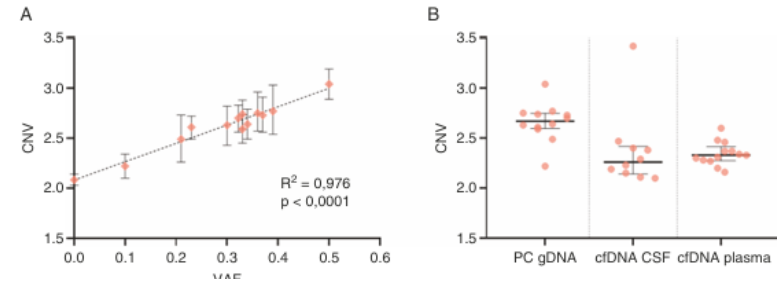 A
B
3.5
3.0
2.5
2.0
1.5
CNV
0.0 0.1 0.2 0.3 0.4 0.5 0.6
R² = 0,976
p < 0,0001
VAF
3.5
3.0
2.5
2.0
1.5
CNV
PC gDNA cfDNA CSF cfDNA plasma